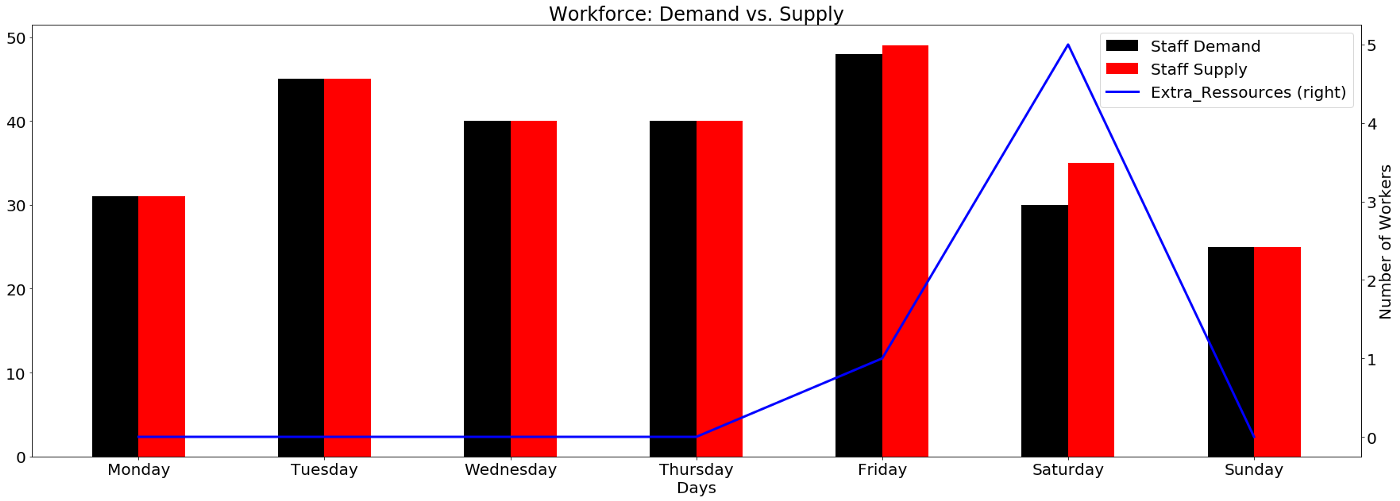 Workforce: Demand vs. Supply
50
40
30
20
10
0
Staff Demand
Staff Supply
Extra_Ressources (right)
5
4
3
2
1
0
Number of Workers
Monday Tuesday Wednesday Thursday Friday Saturday Sunday
Days